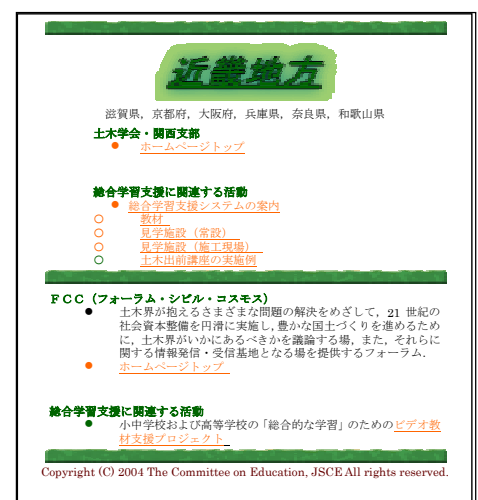 近畿地方
滋賀県，京都府，大阪府，兵庫県，奈良県，和歌山県
土木学会・関西支部
● ホームページトップ
総合学習支援に関連する活動
● 総合学習支援システムの案内
○ 教材
○ 見学施設（常設）
○ 見学施設（施工現場）
○ 土木出前講座の実施例
ＦＣＣ（フォーラム・シビル・コスモス）
● 土木界が抱えるさまざまな問題の解決をめざして，21 世紀の
社会資本整備を円滑に実施し，豊かな国土づくりを進めるため
に，土木界がいかにあるべきかを議論する場，また，それらに
関する情報発信・受信基地となる場を提供するフォーラム．
● ホームページトップ
総合学習支援に関連する活動
● 小中学校および高等学校の「総合的な学習」のためのビデオ教
材支援プロジェクト
Copyright (C) 2004 The Committee on Education, JSCE All rights reserved.